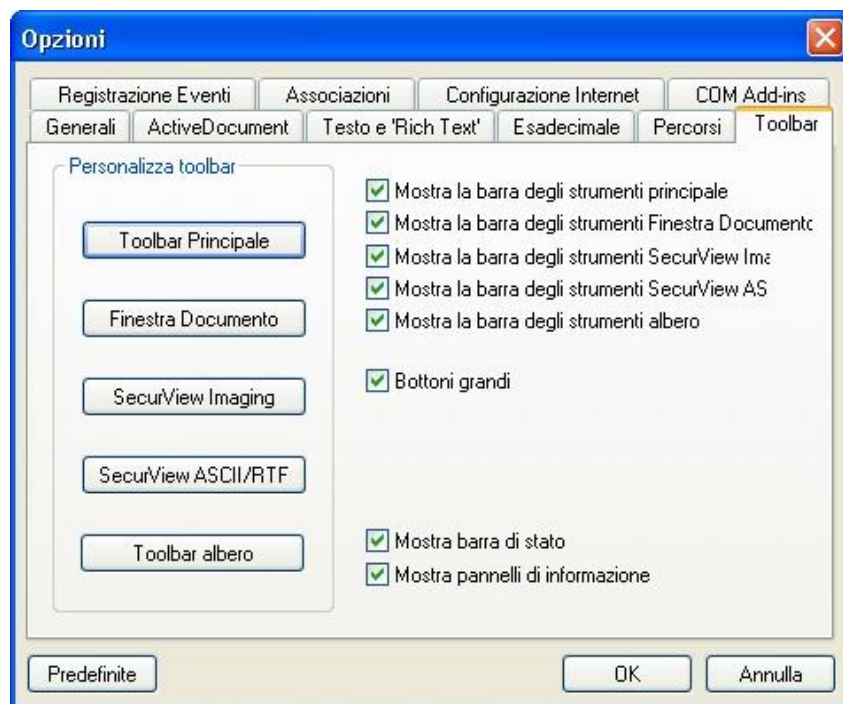 Opzioni
Registrazione Eventi
Associazioni
Configurazione Internet
COM Add-ins
Generali
ActiveDocument
Testo e 'Rich Text'
Esadecimale
Percorsi
Toolbar
Personalizza toolbar
Toolbar Principale
Finestra Documento
SecurView Imaging
SecurView ASCII/RTF
Toolbar albero
Mostra la barra degli strumenti principale
Mostra la barra degli strumenti Finestra Documento
Mostra la barra degli strumenti SecurView Ima
Mostra la barra degli strumenti SecurView AS
Mostra la barra degli strumenti albero
Bottoni grandi
Mostra barra di stato
Mostra pannelli di informazione
Predefinite
OK
Annulla